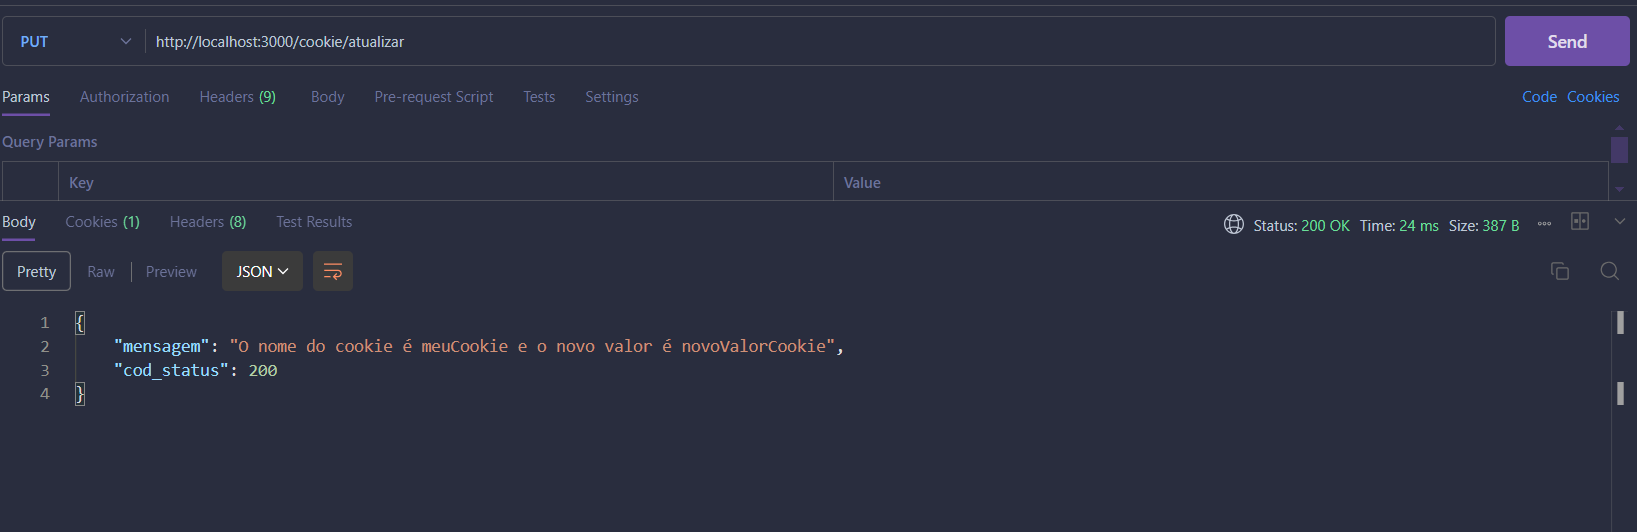 PUT http://localhost:3000/cookie/atualizar Send
Params Authorization Headers (9) Body Pre-request Script Tests Settings Code Cookies
Query Params
Key Value
Body Cookies (1) Headers (8) Test Results Status: 200 OK Time: 24 ms Size: 387 B
Pretty Raw Preview JSON
1 {
2 "mensagem": "O nome do cookie é meuCookie e o novo valor é novoValorCookie",
3 "cod_status": 200
4 }